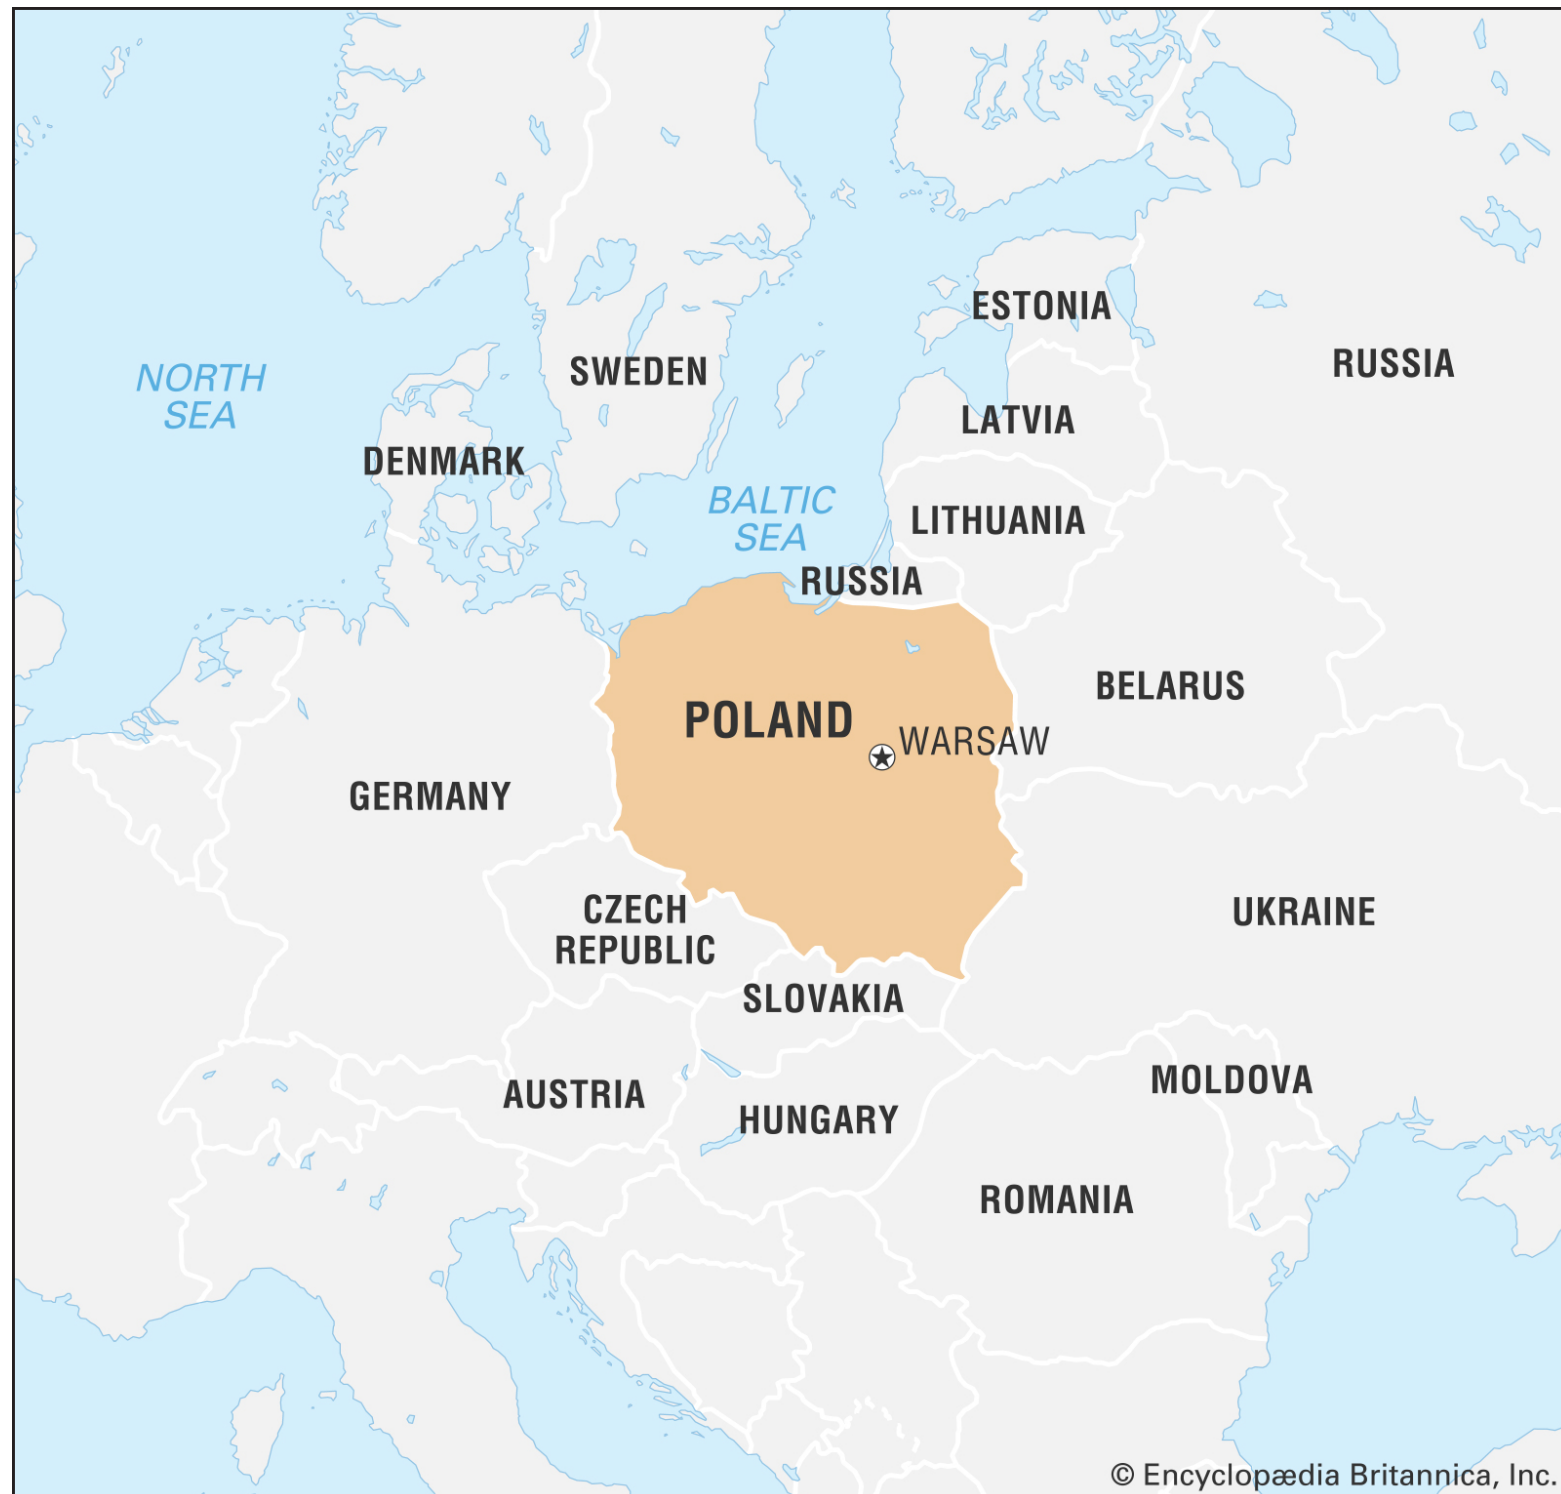 ESTONIA
RUSSIA
SWEDEN
NORTH
SEA
LATVIA
DENMARK
BALTIC
SEA
LITHUANIA
RUSSIA
BELARUS
POLAND
WARSAW
GERMANY
CZECH
REPUBLIC
UKRAINE
SLOVAKIA
MOLDOVA
AUSTRIA
HUNGARY
ROMANIA
© Encyclopædia Britannica, Inc.